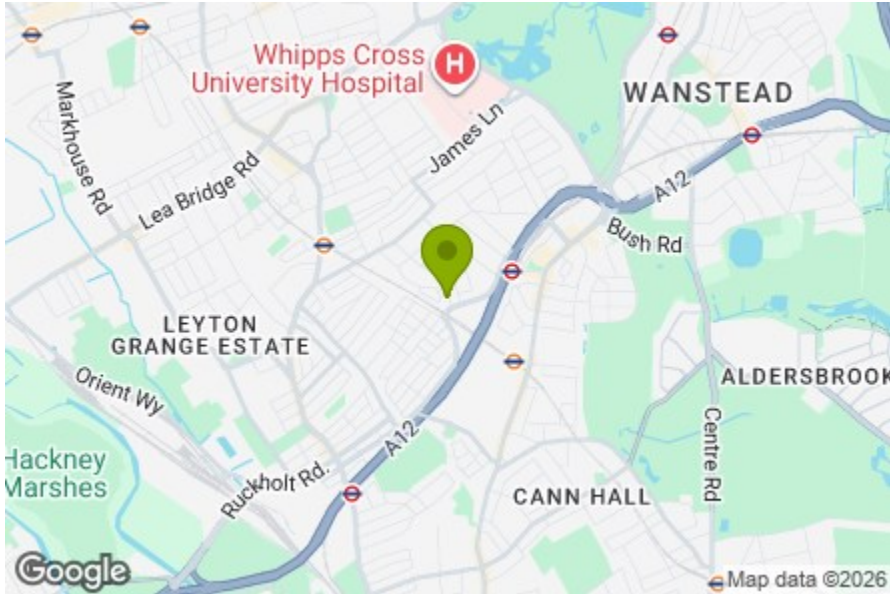 Whipps Cross
University Hospital
H
WANSTEAD
James Ln
Markhouse Rd
Lea Bridge Rd
A12
Bush Rd
LEYTON
GRANGE ESTATE
ALDERSBROOK
Orient Wy
A12
Centre Rd
Hackney
Marshes
Ruckholt Rd.
CANN HALL
Google
Map data ©2026